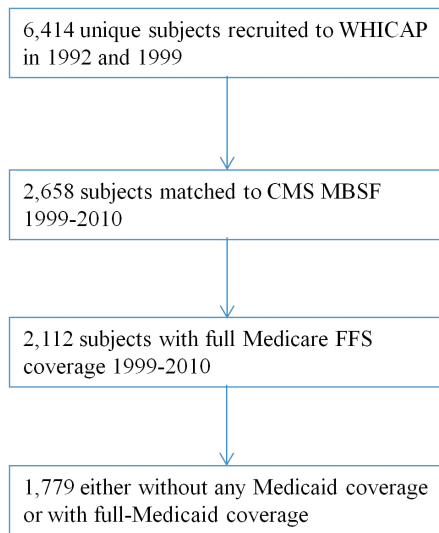 6,414 unique subjects recruited to WHICAP
in 1992 and 1999
2,658 subjects matched to CMS MBSF
1999-2010
2,112 subjects with full Medicare FFS
coverage 1999-2010
1,779 either without any Medicaid coverage
or with full-Medicaid coverage